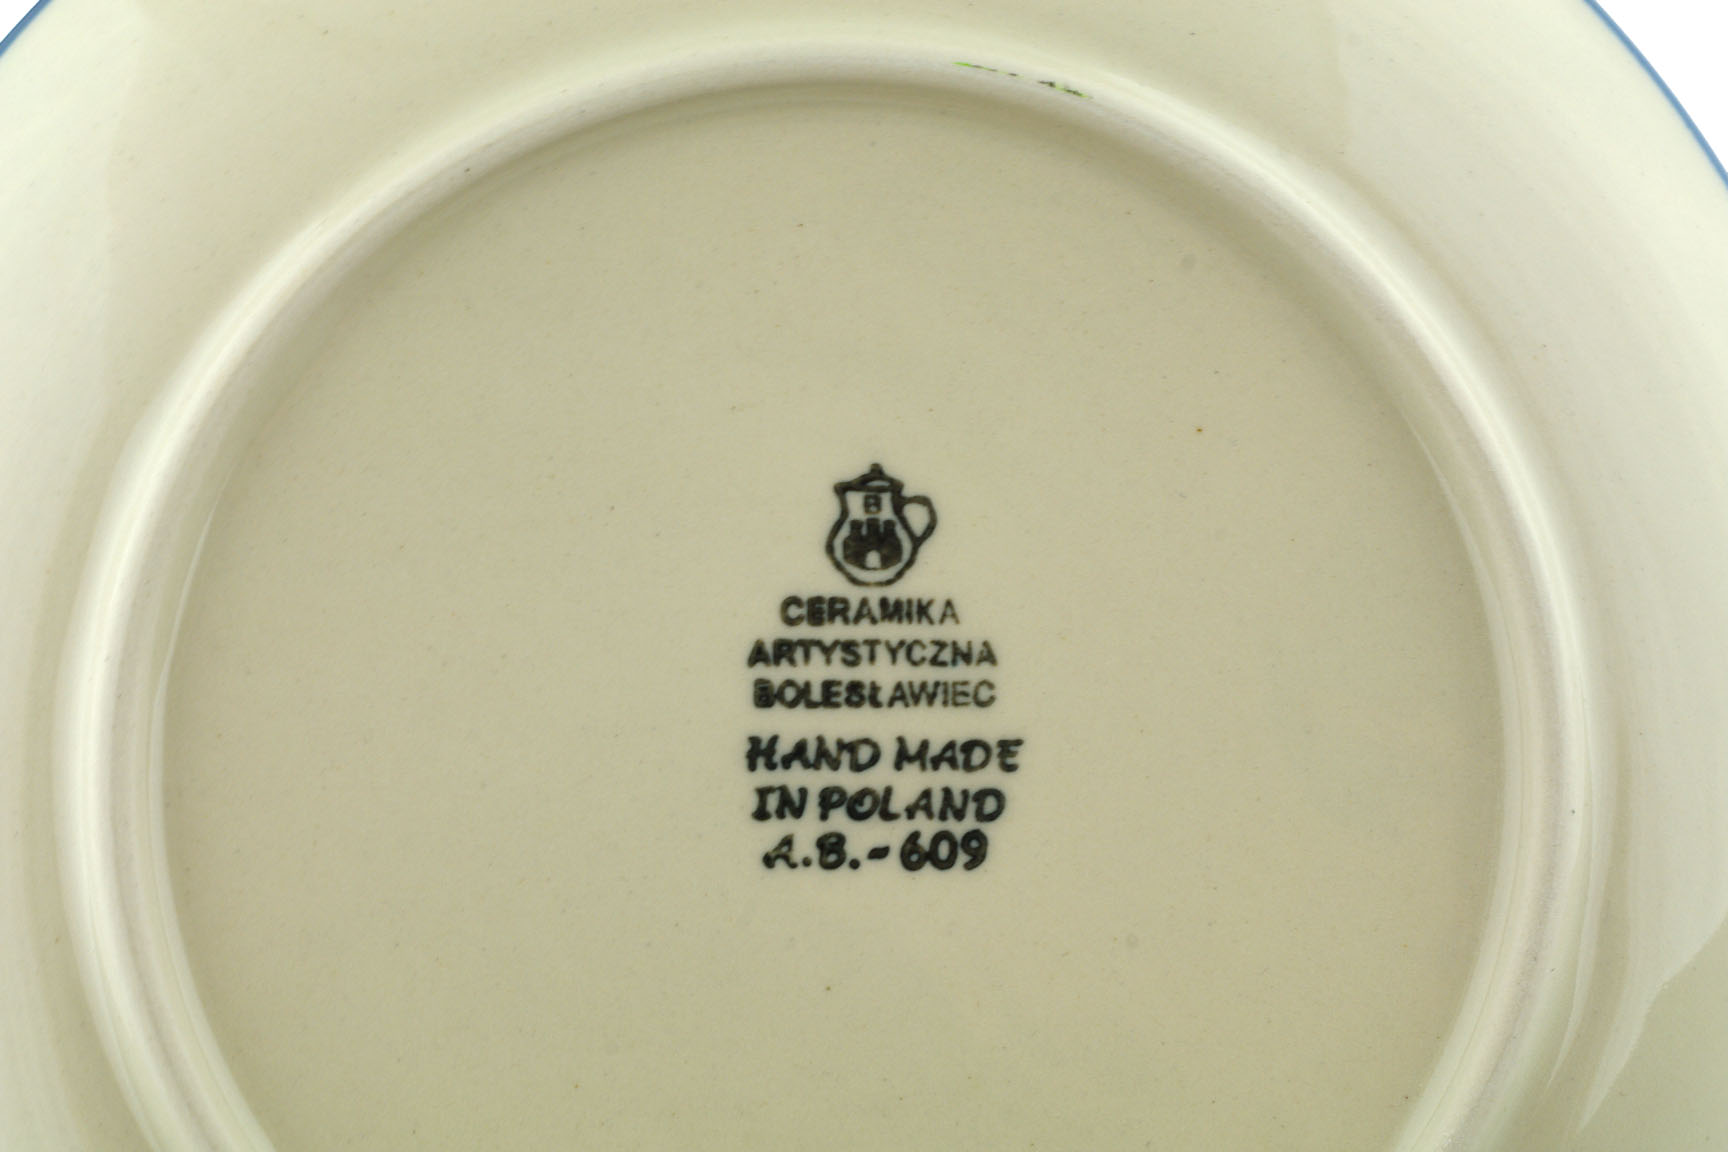 B
CERAMIKA
ARTYSTYCZNA
BOLESŁAWIEC
HAND MADE
IN POLAND
A.B.-609